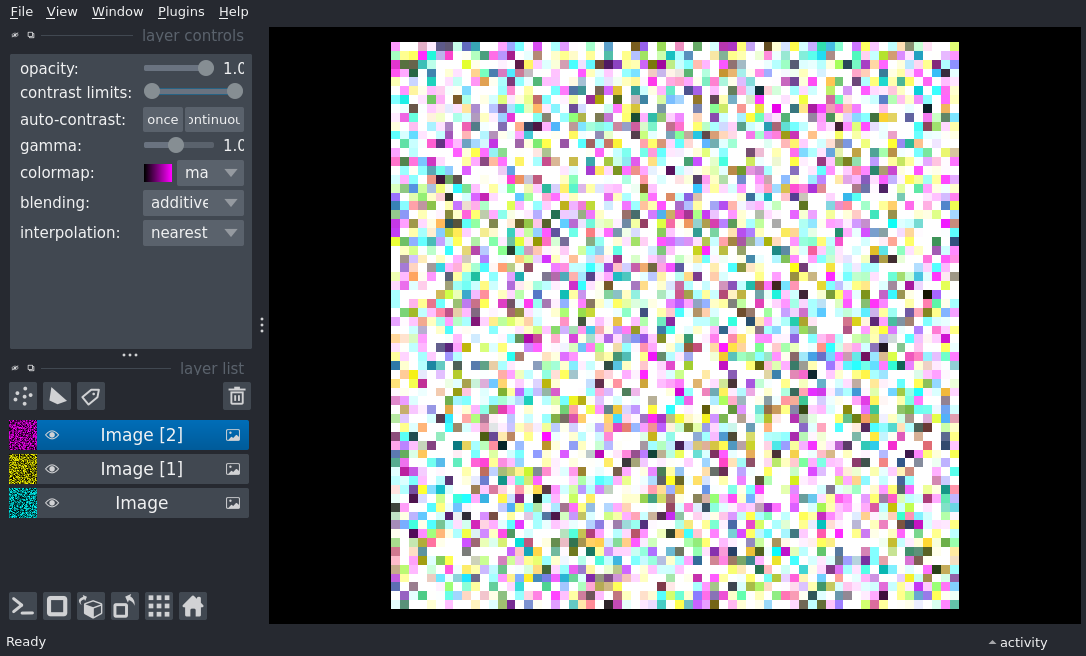 File View Window Plugins Help
layer controls
opacity: 1.0
contrast limits:
auto-contrast: once ontinuou
gamma: 1.0
colormap: ma
blending: additive
interpolation: nearest
layer list
Image [2]
Image [1]
Image
Ready
activity